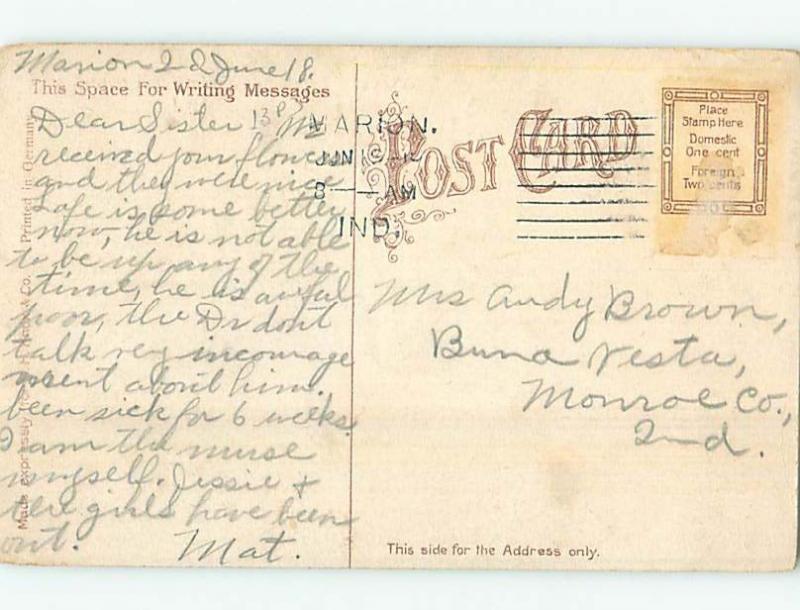 Marion Ind June 18.
This Space For Writing Messages
Dear Sister
received your flowers
and they were nice
is some better
now, he is not able
to be up any of the
time, he is awful
poor, the Dr dont
talk very incourage
ment about him.
been sick for 6 weeks.
I am the nurse
myself. Jessie +
the girls have been
out. Mat.
Printed in Germany
Made expressly
MARION.
JUN
8 — AM
IND.
POST CARD
Place
Stamp Here
Domestic
One cent
Foreign
Two cents
Mrs Andy Brown,
Buna Vesta,
Monroe Co.,
Ind.
This side for the Address only.